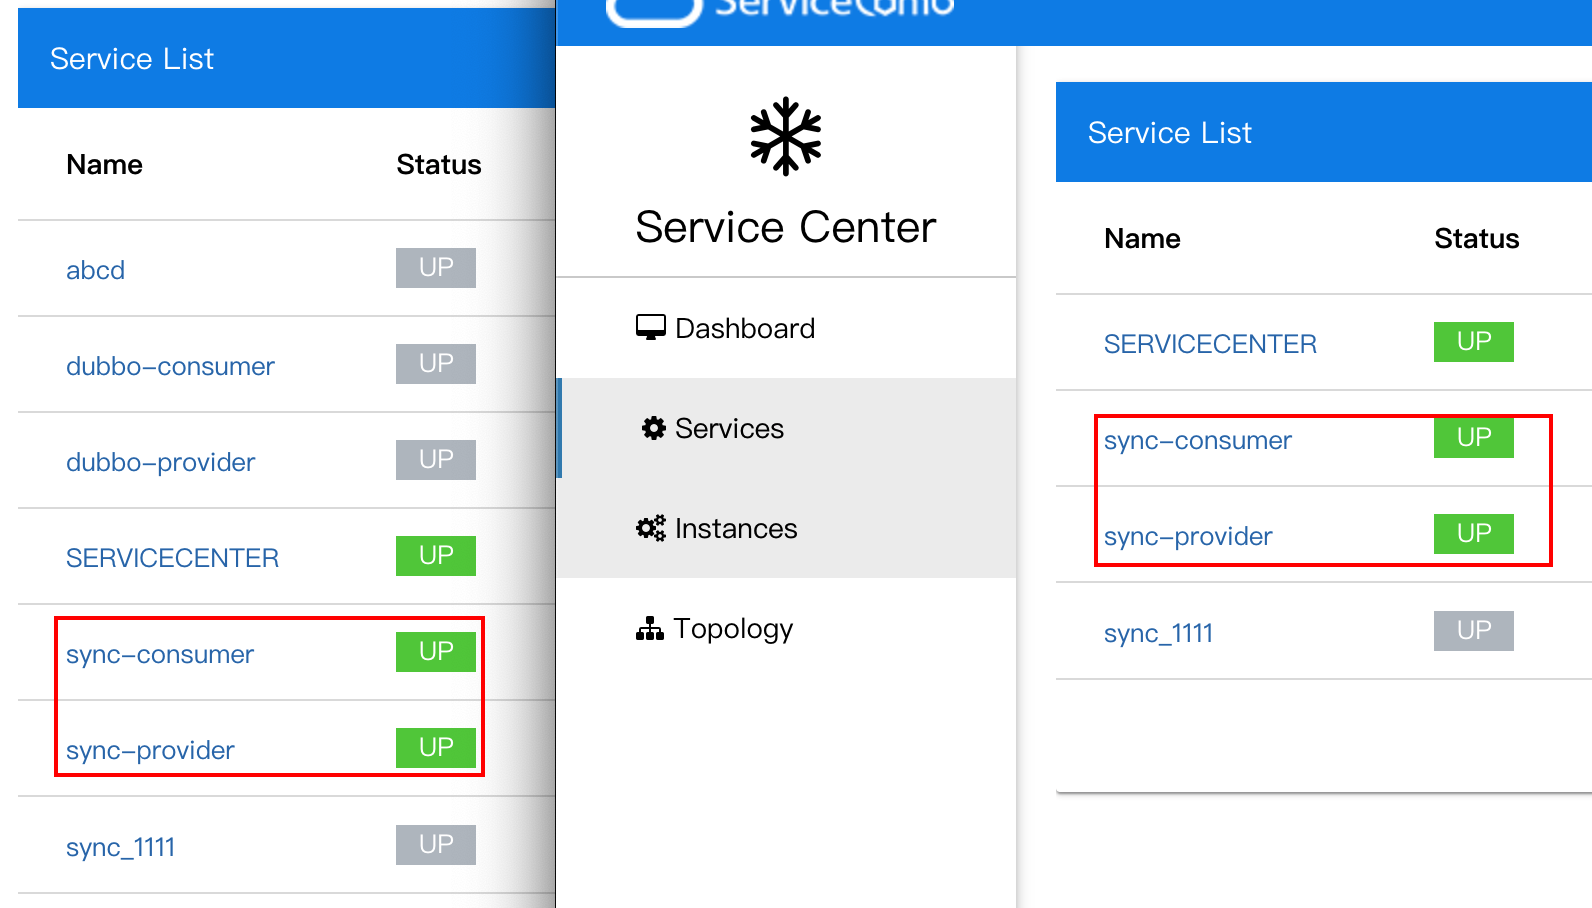 Service List
Name Status
abcd UP
dubbo-consumer UP
dubbo-provider UP
SERVICECENTER UP
sync-consumer UP
sync-provider UP
sync_1111 UP
ServiceComb
Service Center
Dashboard
Services
Instances
Topology
Service List
Name Status
SERVICECENTER UP
sync-consumer UP
sync-provider UP
sync_1111 UP